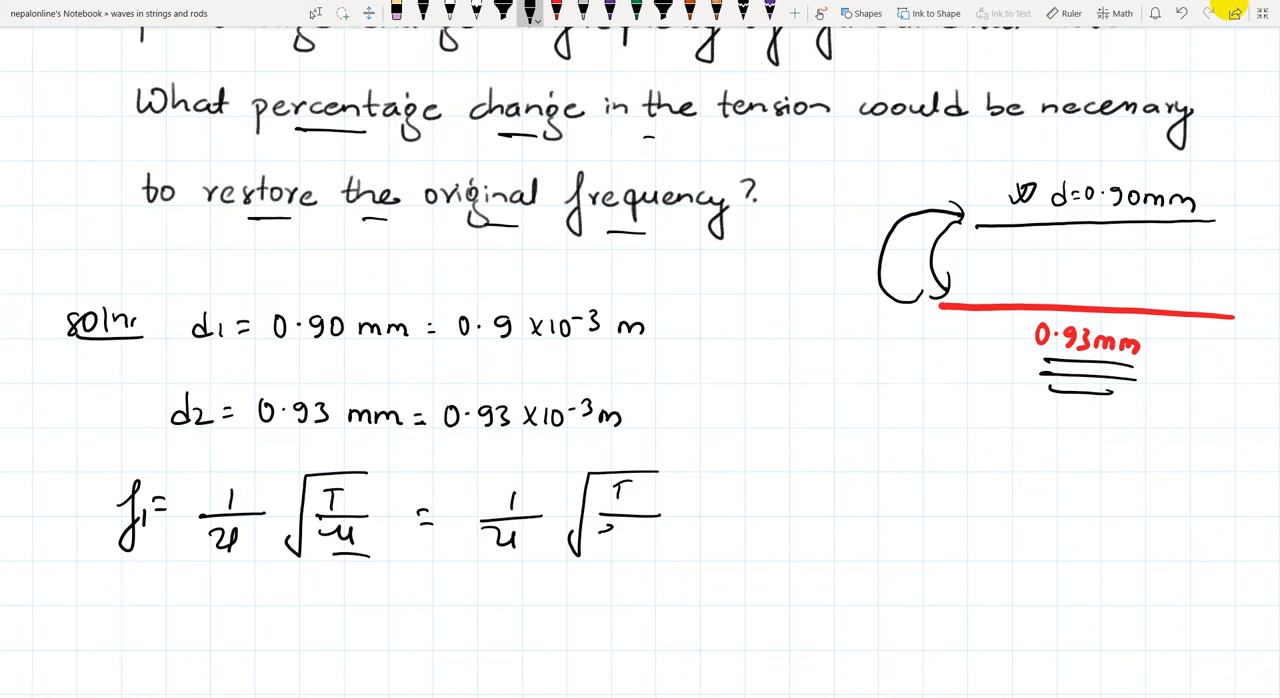 nepalonline's Notebook » waves in strings and rods
Shapes Ink to Shape Ink to Text Ruler Math
What percentage change in the tension would be necenary
to restore the original frequency?
d=0.90mm
0.93mm
soln. d1 = 0.90 mm = 0.9 ×10-3 m
d2 = 0.93 mm = 0.93 ×10-3 m
f1 = 1/2l √T/μ = 1/2l √T/